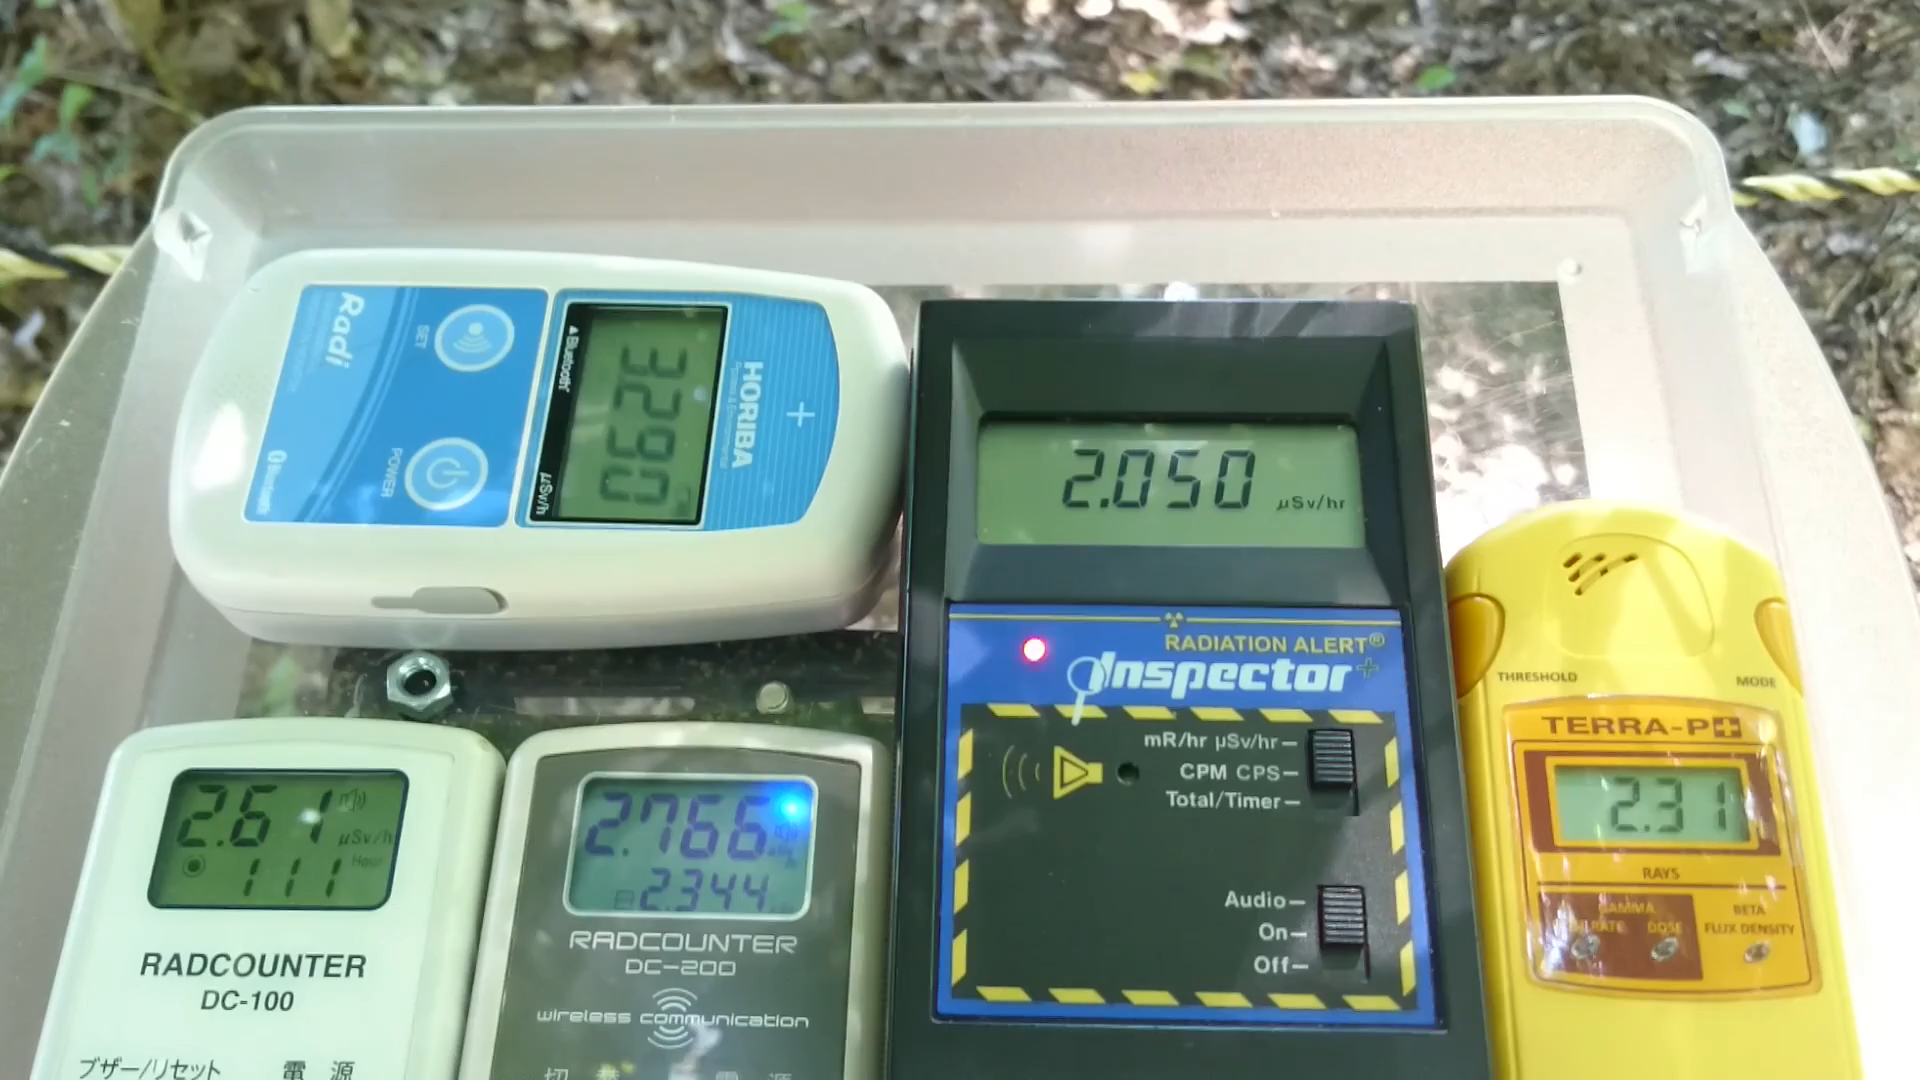 HORIBA
Radi
SET
POWER
Bluetooth
▲Bluetooth
3.290
µSv/h
2.050
µSv/hr
RADIATION ALERT®
Inspector+
mR/hr µSv/hr
CPM CPS
Total/Timer
Audio
On
Off
THRESHOLD
MODE
TERRA-P+
2.31
RAYS
GAMMA
RATE
DOSE
BETA
FLUX DENSITY
2.61
µSv/h
111
Hour
RADCOUNTER
DC-100
ブザー/リセット 電源
2.766
2.344
RADCOUNTER
DC-200
wireless communication